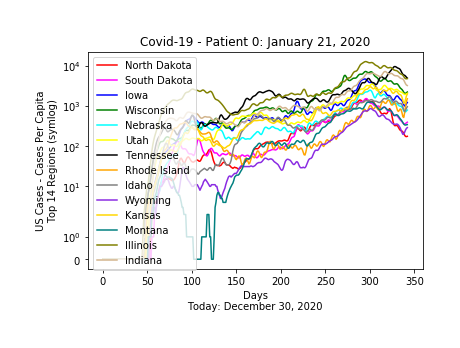 Covid-19 - Patient 0: January 21, 2020
US Cases - Cases Per Capita
Top 14 Regions (symlog)
10⁴
10³
10²
10¹
10⁰
0
North Dakota
South Dakota
Iowa
Wisconsin
Nebraska
Utah
Tennessee
Rhode Island
Idaho
Wyoming
Kansas
Montana
Illinois
Indiana
0 50 100 150 200 250 300 350
Days
Today: December 30, 2020